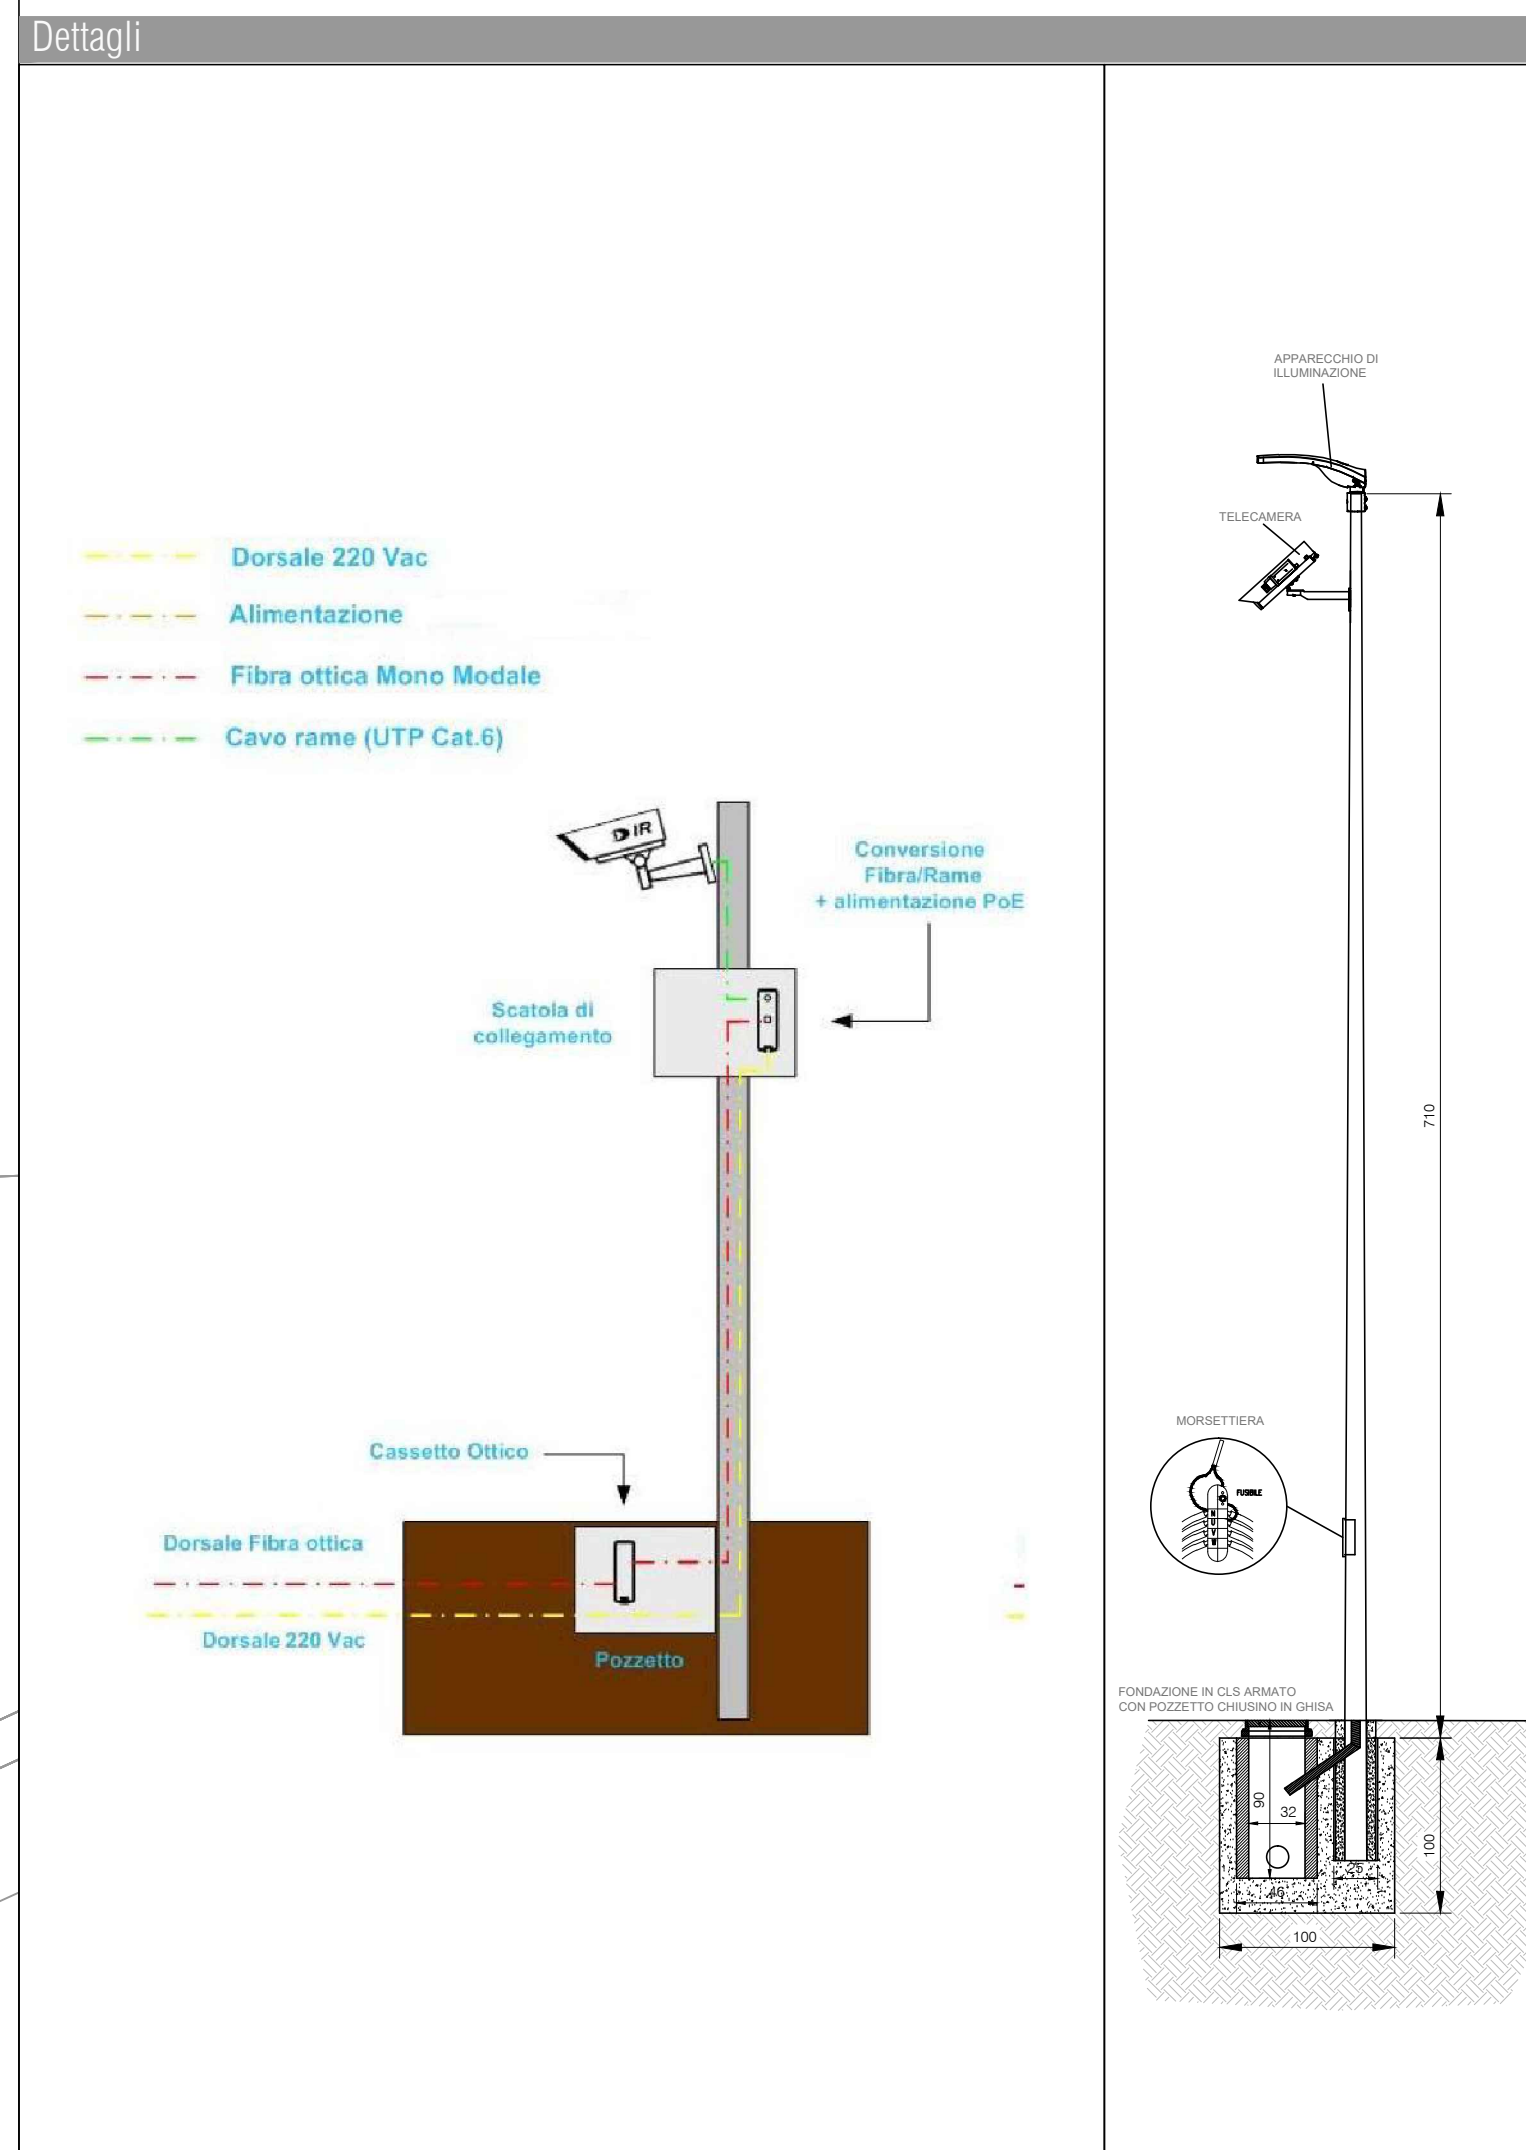 Dettagli
Dorsale 220 Vac
Alimentazione
Fibra ottica Mono Modale
Cavo rame (UTP Cat.6)
IR
Conversione
Fibra/Rame
+ alimentazione PoE
Scatola di
collegamento
Cassetto Ottico
Dorsale Fibra ottica
Dorsale 220 Vac
Pozzetto
APPARECCHIO DI
ILLUMINAZIONE
TELECAMERA
710
MORSETTIERA
FUSIBILE
N
U
V
W
FONDAZIONE IN CLS ARMATO
CON POZZETTO CHIUSINO IN GHISA
90
32
100
25
46
100